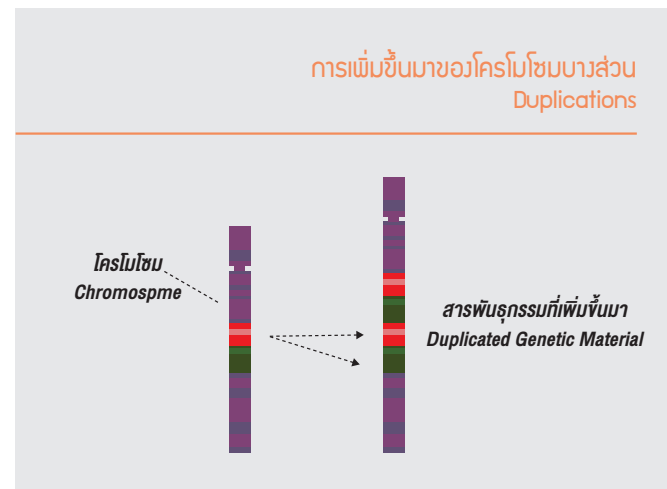 การเพิ่มขึ้นมาของโครโมโซมบางส่วน
Duplications
โครโมโซม
Chromospme
สารพันธุกรรมที่เพิ่มขึ้นมา
Duplicated Genetic Material